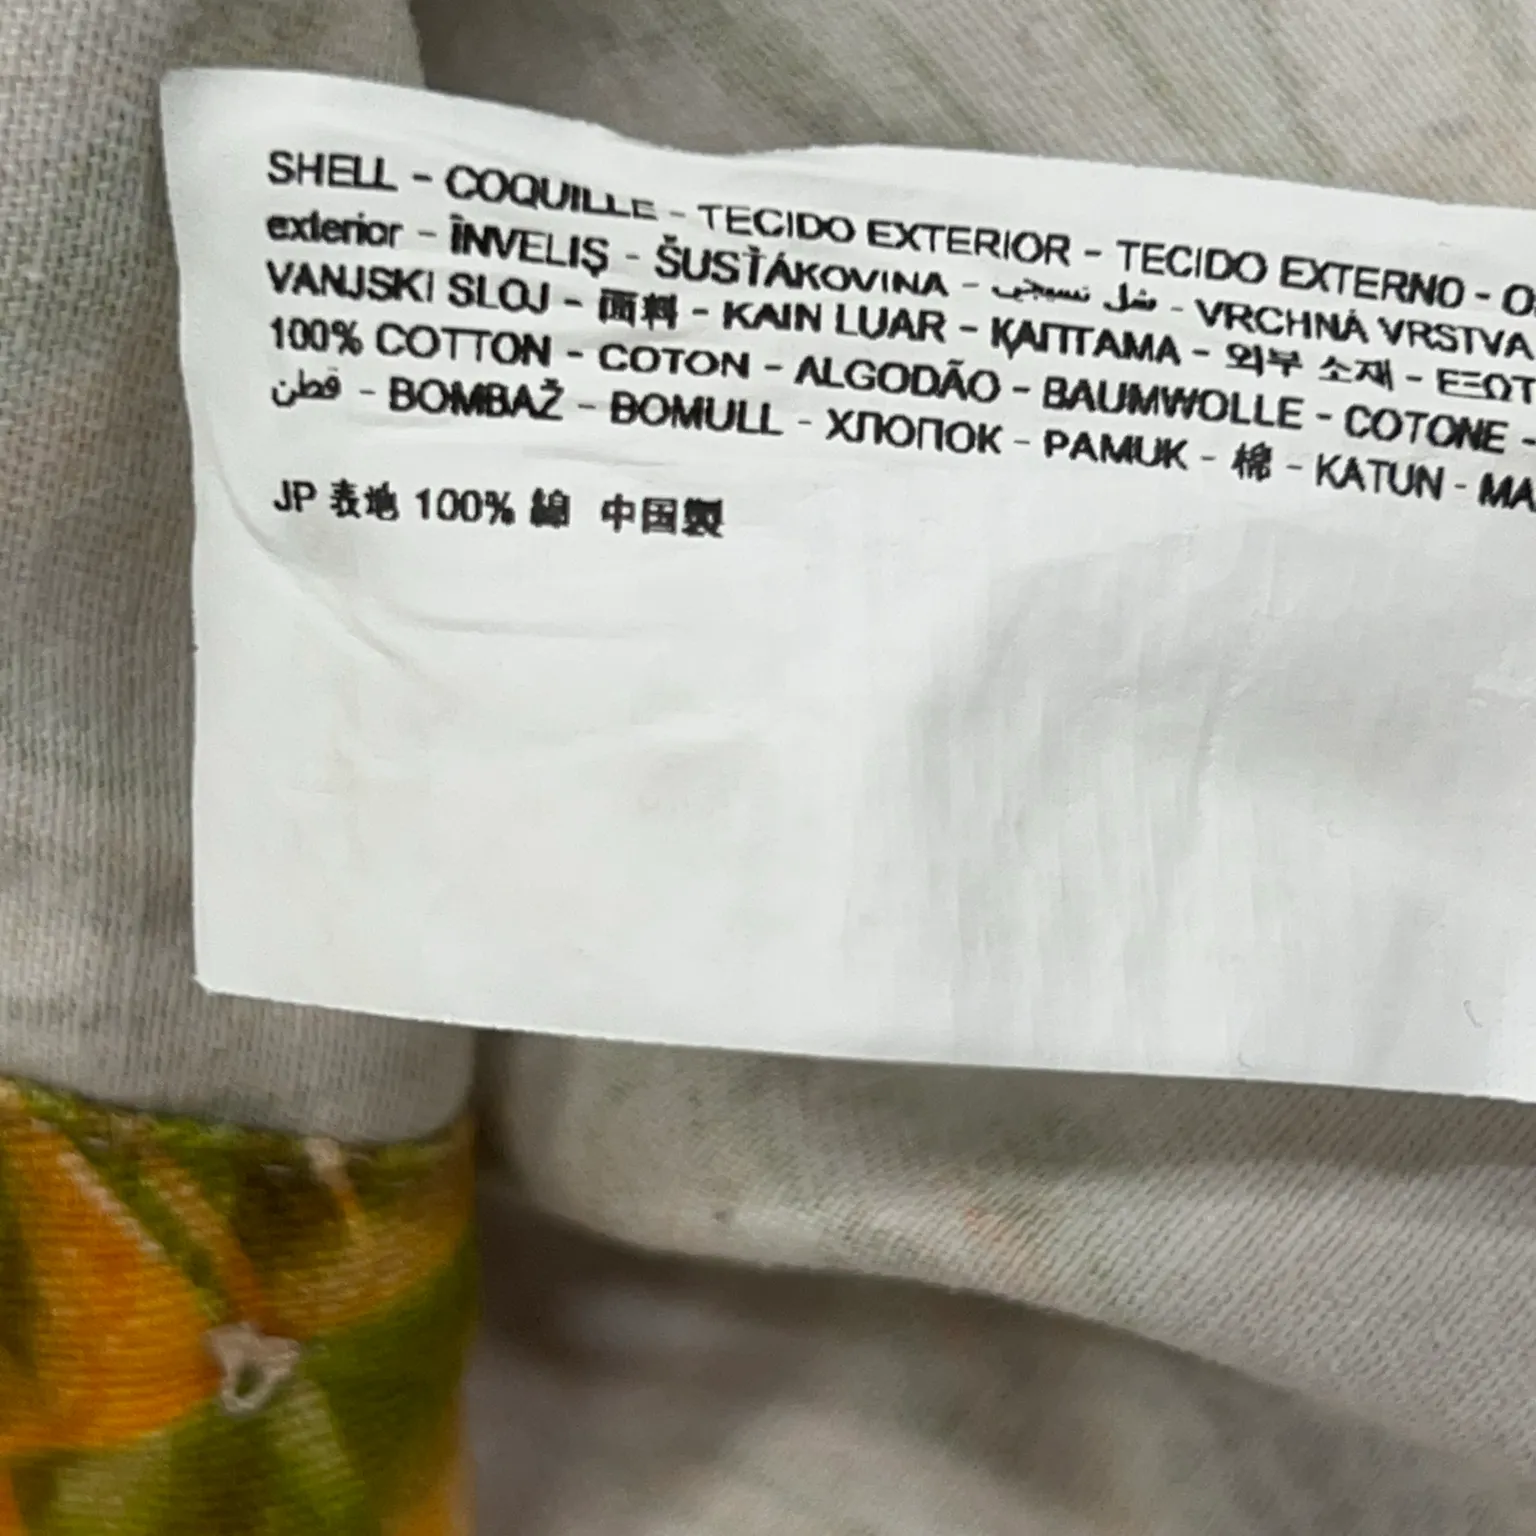 SHELL - COQUILLE - TECIDO EXTERIOR - TECIDO EXTERNO -
exterior - ÎNVELIŞ - ŠUSŤÁKOVINA - شل نسيجي - VRCHNÁ VRSTVA
VANJSKI SLOJ - 面料 - KAIN LUAR - ҚАПТАМА - 외부 소재 -
100% COTTON - COTON - ALGODÃO - BAUMWOLLE - COTONE -
قطن - BOMBAŽ - BOMULL - ХЛОПОК - PAMUK - 棉 - KATUN -
JP 表地 100% 綿 中国製